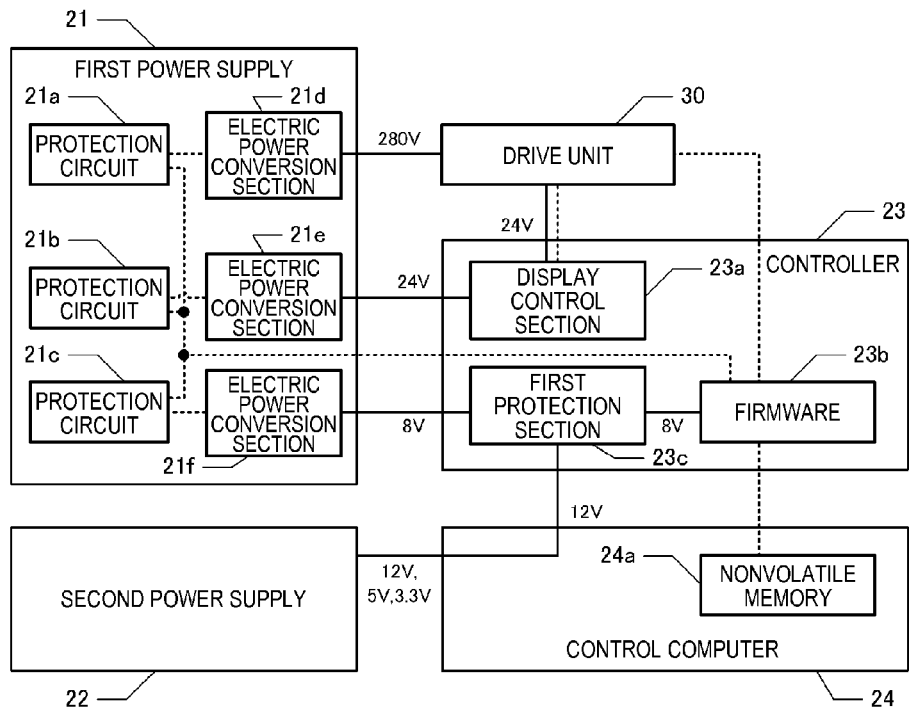 21
FIRST POWER SUPPLY
21a
21d
30
PROTECTION
CIRCUIT
ELECTRIC
POWER
CONVERSION
SECTION
280V
DRIVE UNIT
21b
21e
24V
23
PROTECTION
CIRCUIT
ELECTRIC
POWER
CONVERSION
SECTION
24V
DISPLAY
CONTROL
SECTION
23a
CONTROLLER
21c
23b
PROTECTION
CIRCUIT
ELECTRIC
POWER
CONVERSION
SECTION
8V
FIRST
PROTECTION
SECTION
8V
FIRMWARE
21f
23c
12V
SECOND POWER SUPPLY
12V,
5V,3.3V
24a
NONVOLATILE
MEMORY
CONTROL COMPUTER
22
24